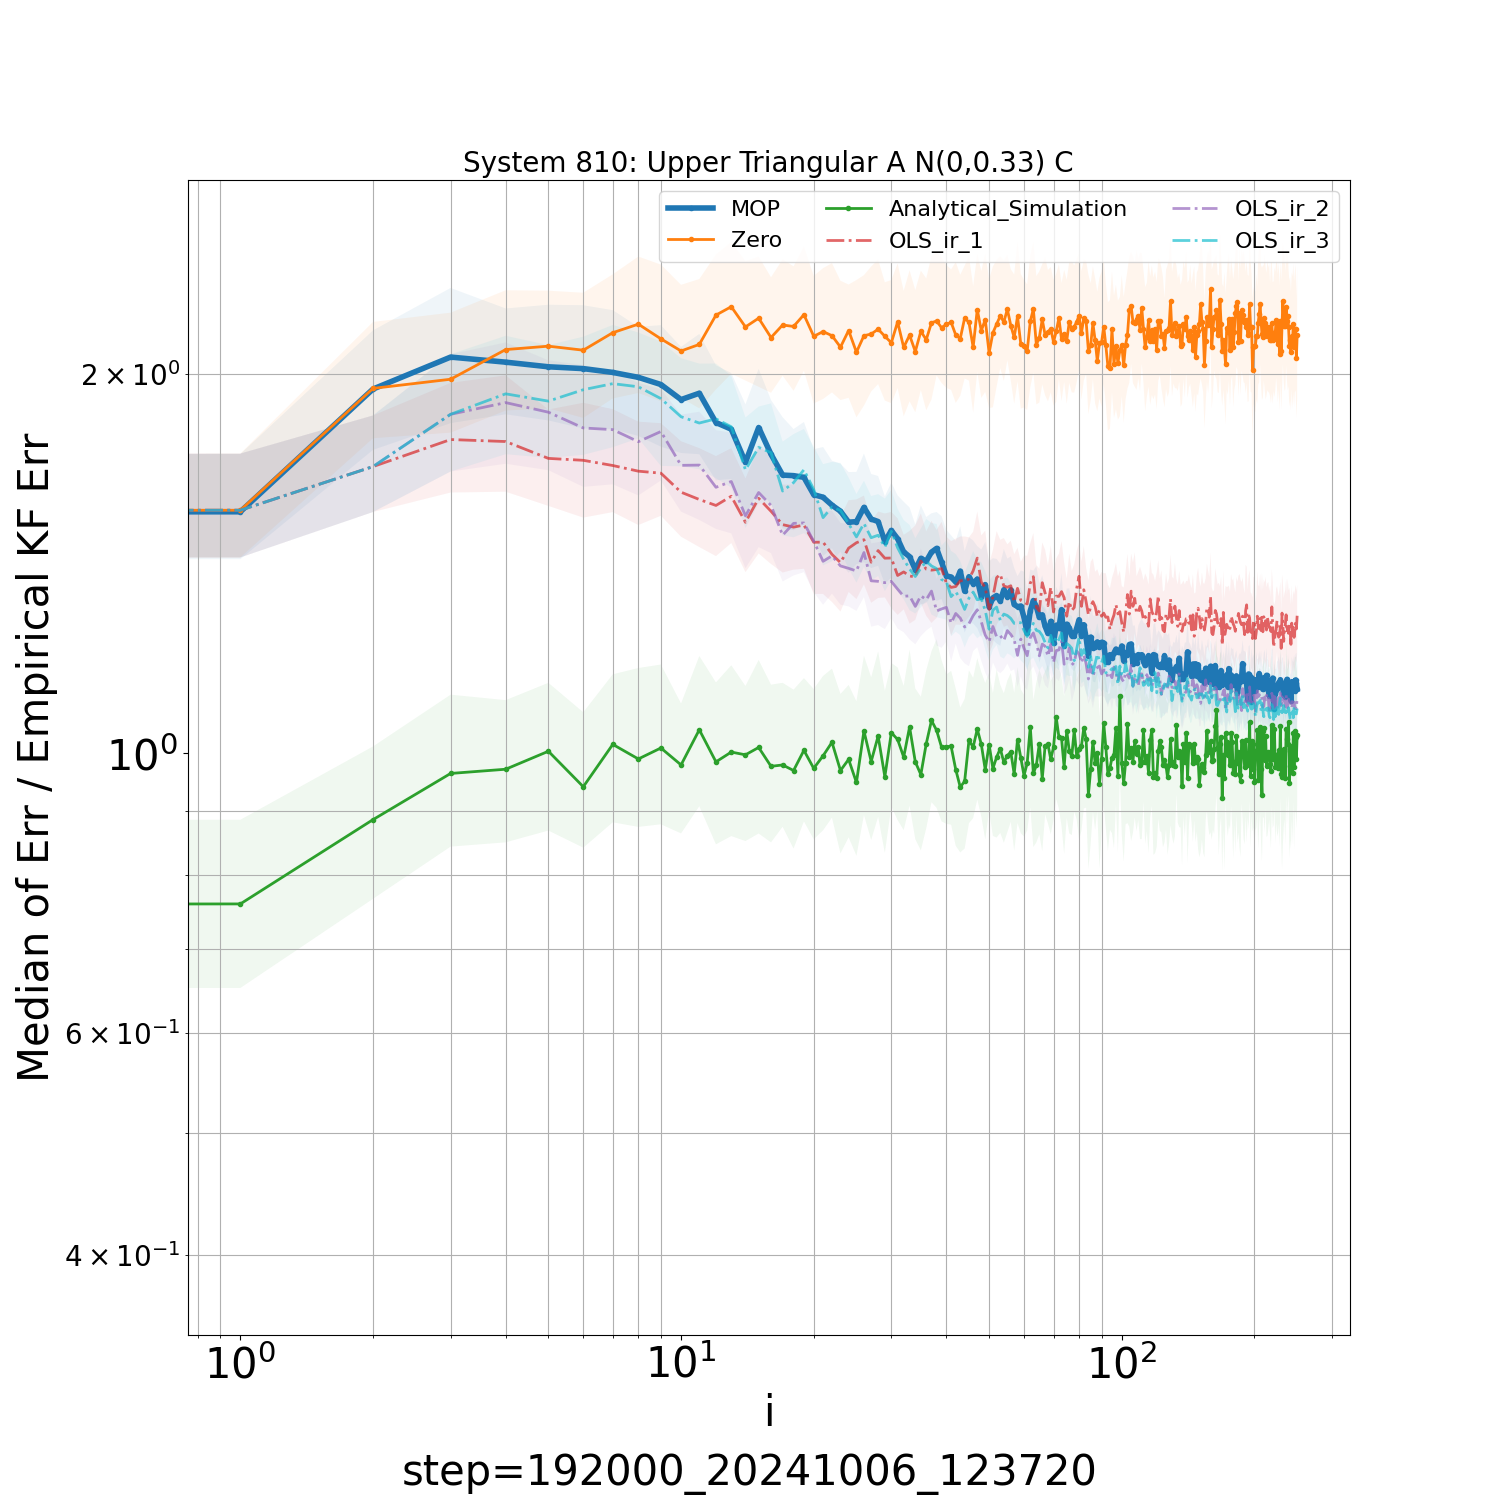 System 810: Upper Triangular A N(0,0.33) C
MOP
Zero
Analytical_Simulation
OLS_ir_1
OLS_ir_2
OLS_ir_3
Median of Err / Empirical KF Err
2 × 10⁰
10⁰
6 × 10⁻¹
4 × 10⁻¹
10⁰ 10¹ 10²
i
step=192000_20241006_123720